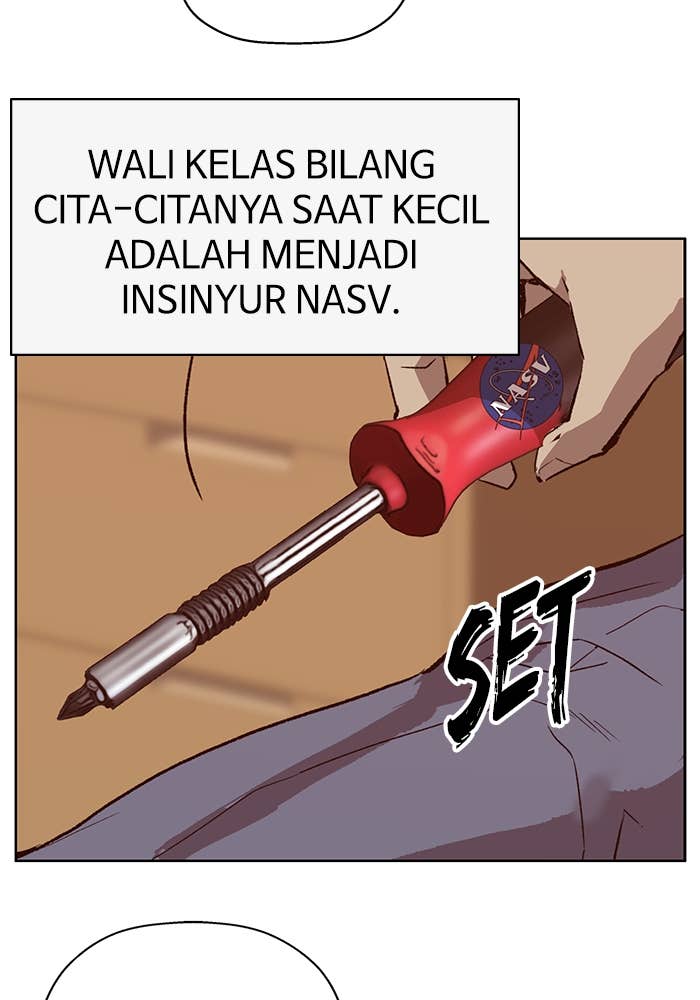 WALI KELAS BILANG
CITA-CITANYA SAAT KECIL
ADALAH MENJADI
INSINYUR NASV.
NASV
SET